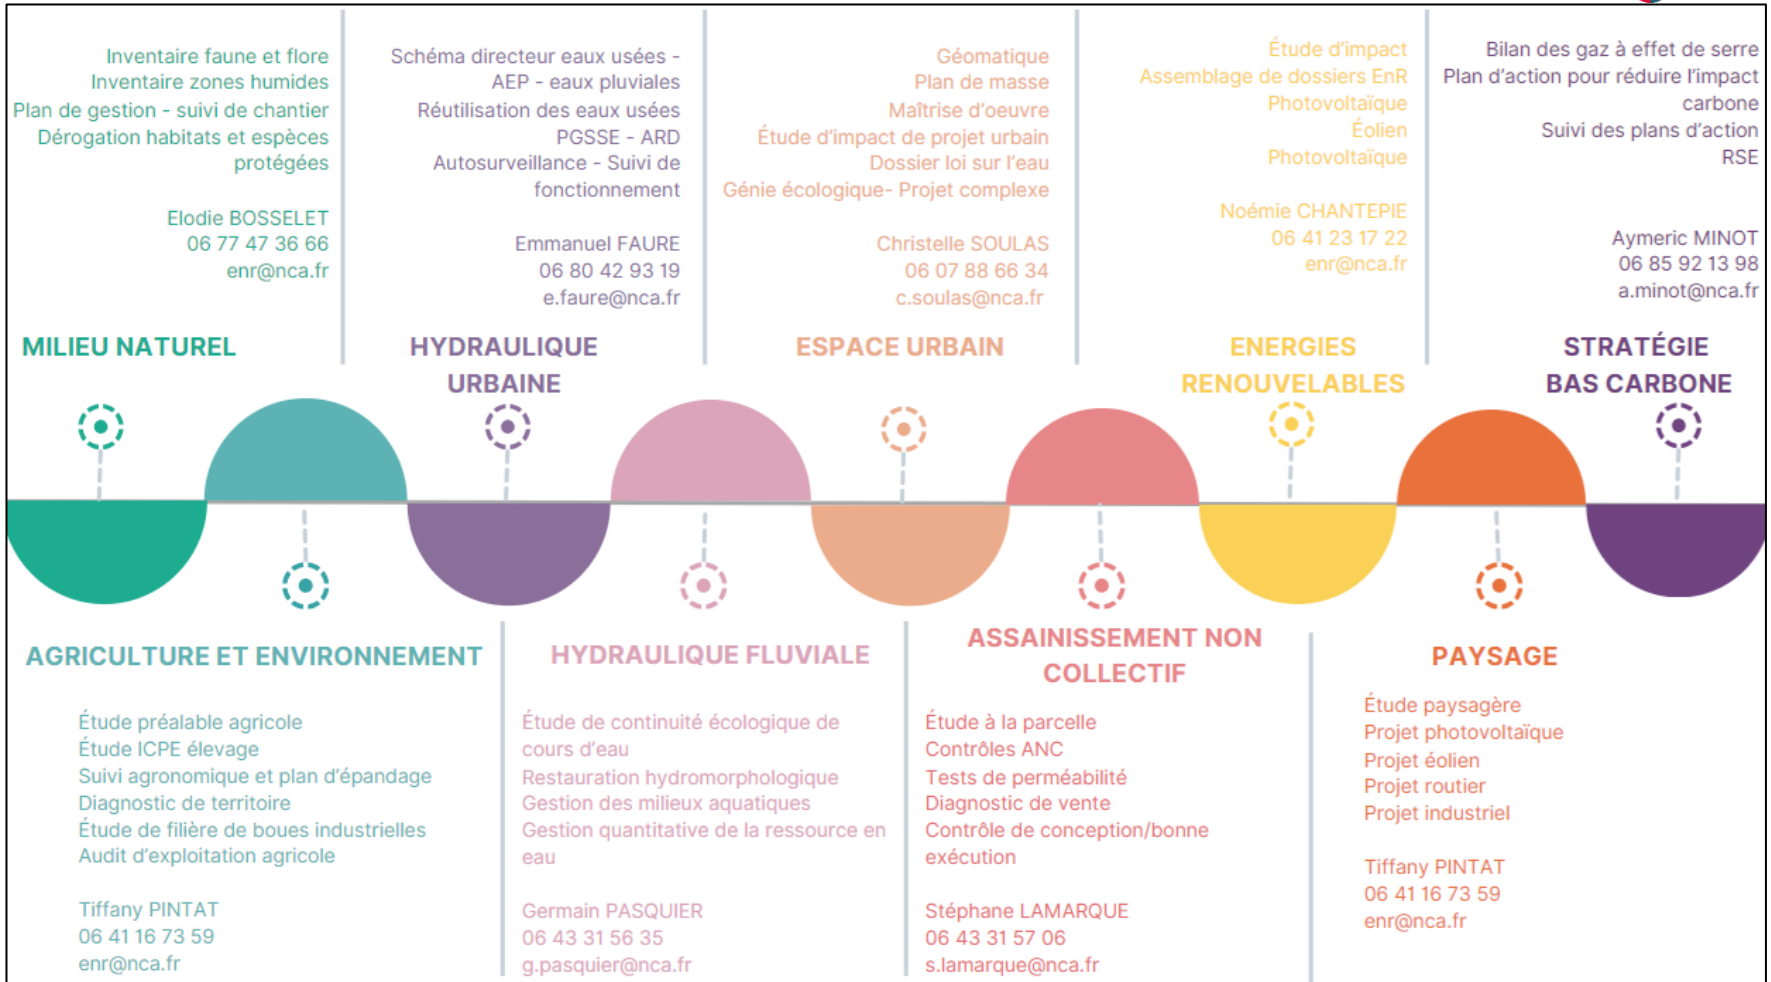 Inventaire faune et flore
Inventaire zones humides
Plan de gestion - suivi de chantier
Dérogation habitats et espèces
protégées
Elodie BOSSELET
06 77 47 36 66
enr@nca.fr
MILIEU NATUREL
Schéma directeur eaux usées -
AEP - eaux pluviales
Réutilisation des eaux usées
PGSSE - ARD
Autosurveillance - Suivi de
fonctionnement
Emmanuel FAURE
06 80 42 93 19
e.faure@nca.fr
HYDRAULIQUE
URBAINE
Géomatique
Plan de masse
Maîtrise d'oeuvre
Étude d'impact de projet urbain
Dossier loi sur l'eau
Génie écologique- Projet complexe
Christelle SOULAS
06 07 88 66 34
c.soulas@nca.fr
ESPACE URBAIN
Étude d'impact
Assemblage de dossiers EnR
Photovoltaïque
Éolien
Photovoltaïque
Noémie CHANTEPIE
06 41 23 17 22
enr@nca.fr
ENERGIES
RENOUVELABLES
Bilan des gaz à effet de serre
Plan d'action pour réduire l'impact
carbone
Suivi des plans d'action
RSE
Aymeric MINOT
06 85 92 13 98
a.minot@nca.fr
STRATÉGIE
BAS CARBONE
AGRICULTURE ET ENVIRONNEMENT
Étude préalable agricole
Étude ICPE élevage
Suivi agronomique et plan d'épandage
Diagnostic de territoire
Étude de filière de boues industrielles
Audit d'exploitation agricole
Tiffany PINTAT
06 41 16 73 59
enr@nca.fr
HYDRAULIQUE FLUVIALE
Étude de continuité écologique de
cours d'eau
Restauration hydromorphologique
Gestion des milieux aquatiques
Gestion quantitative de la ressource en
eau
Germain PASQUIER
06 43 31 56 35
g.pasquier@nca.fr
ASSAINISSEMENT NON
COLLECTIF
Étude à la parcelle
Contrôles ANC
Tests de perméabilité
Diagnostic de vente
Contrôle de conception/bonne
exécution
Stéphane LAMARQUE
06 43 31 57 06
s.lamarque@nca.fr
PAYSAGE
Étude paysagère
Projet photovoltaïque
Projet éolien
Projet routier
Projet industriel
Tiffany PINTAT
06 41 16 73 59
enr@nca.fr